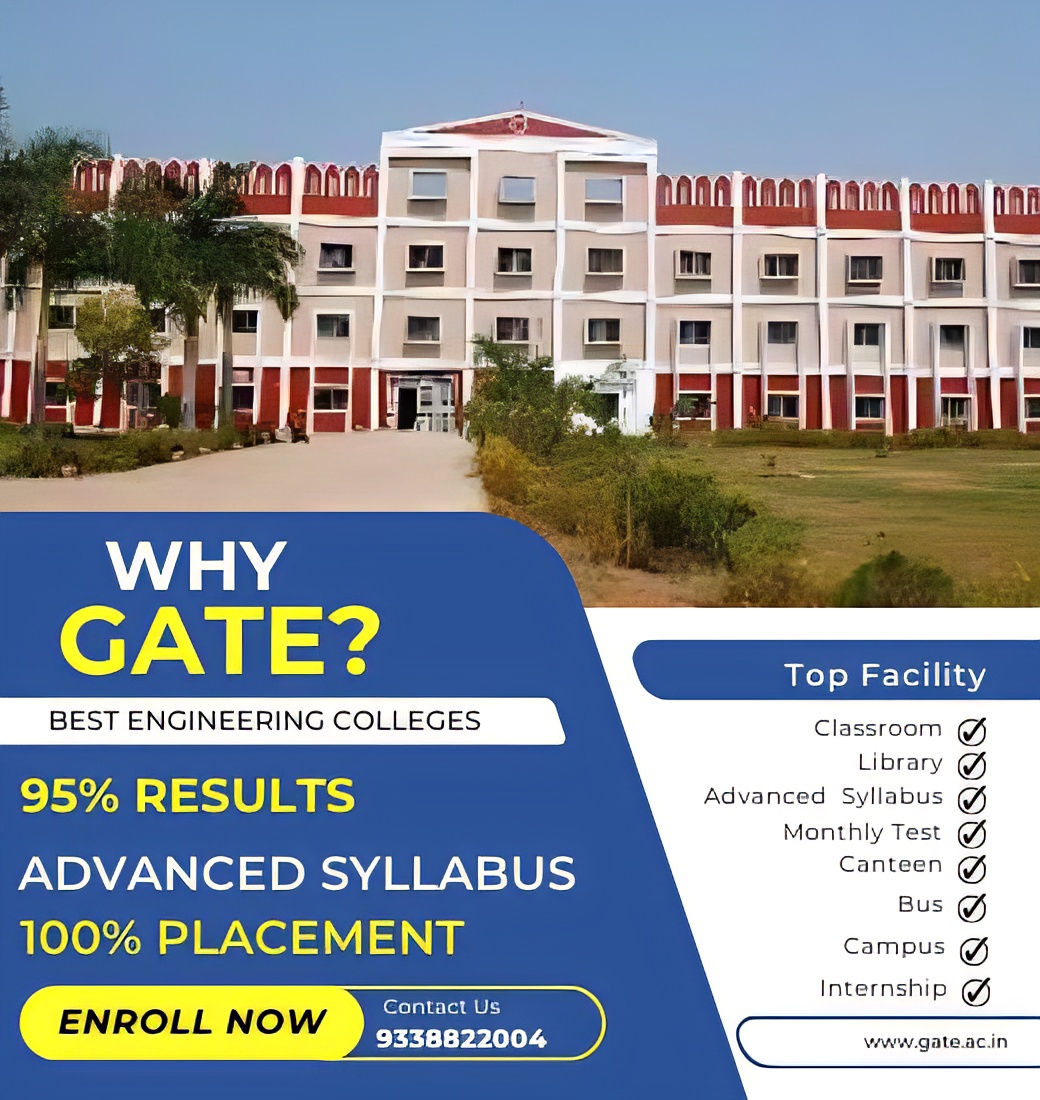 WHY
GATE?
BEST ENGINEERING COLLEGES
95% RESULTS
ADVANCED SYLLABUS
100% PLACEMENT
ENROLL NOW
Contact Us
9338822004
Top Facility
Classroom
Library
Advanced Syllabus
Monthly Test
Canteen
Bus
Campus
Internship
www.gate.ac.in